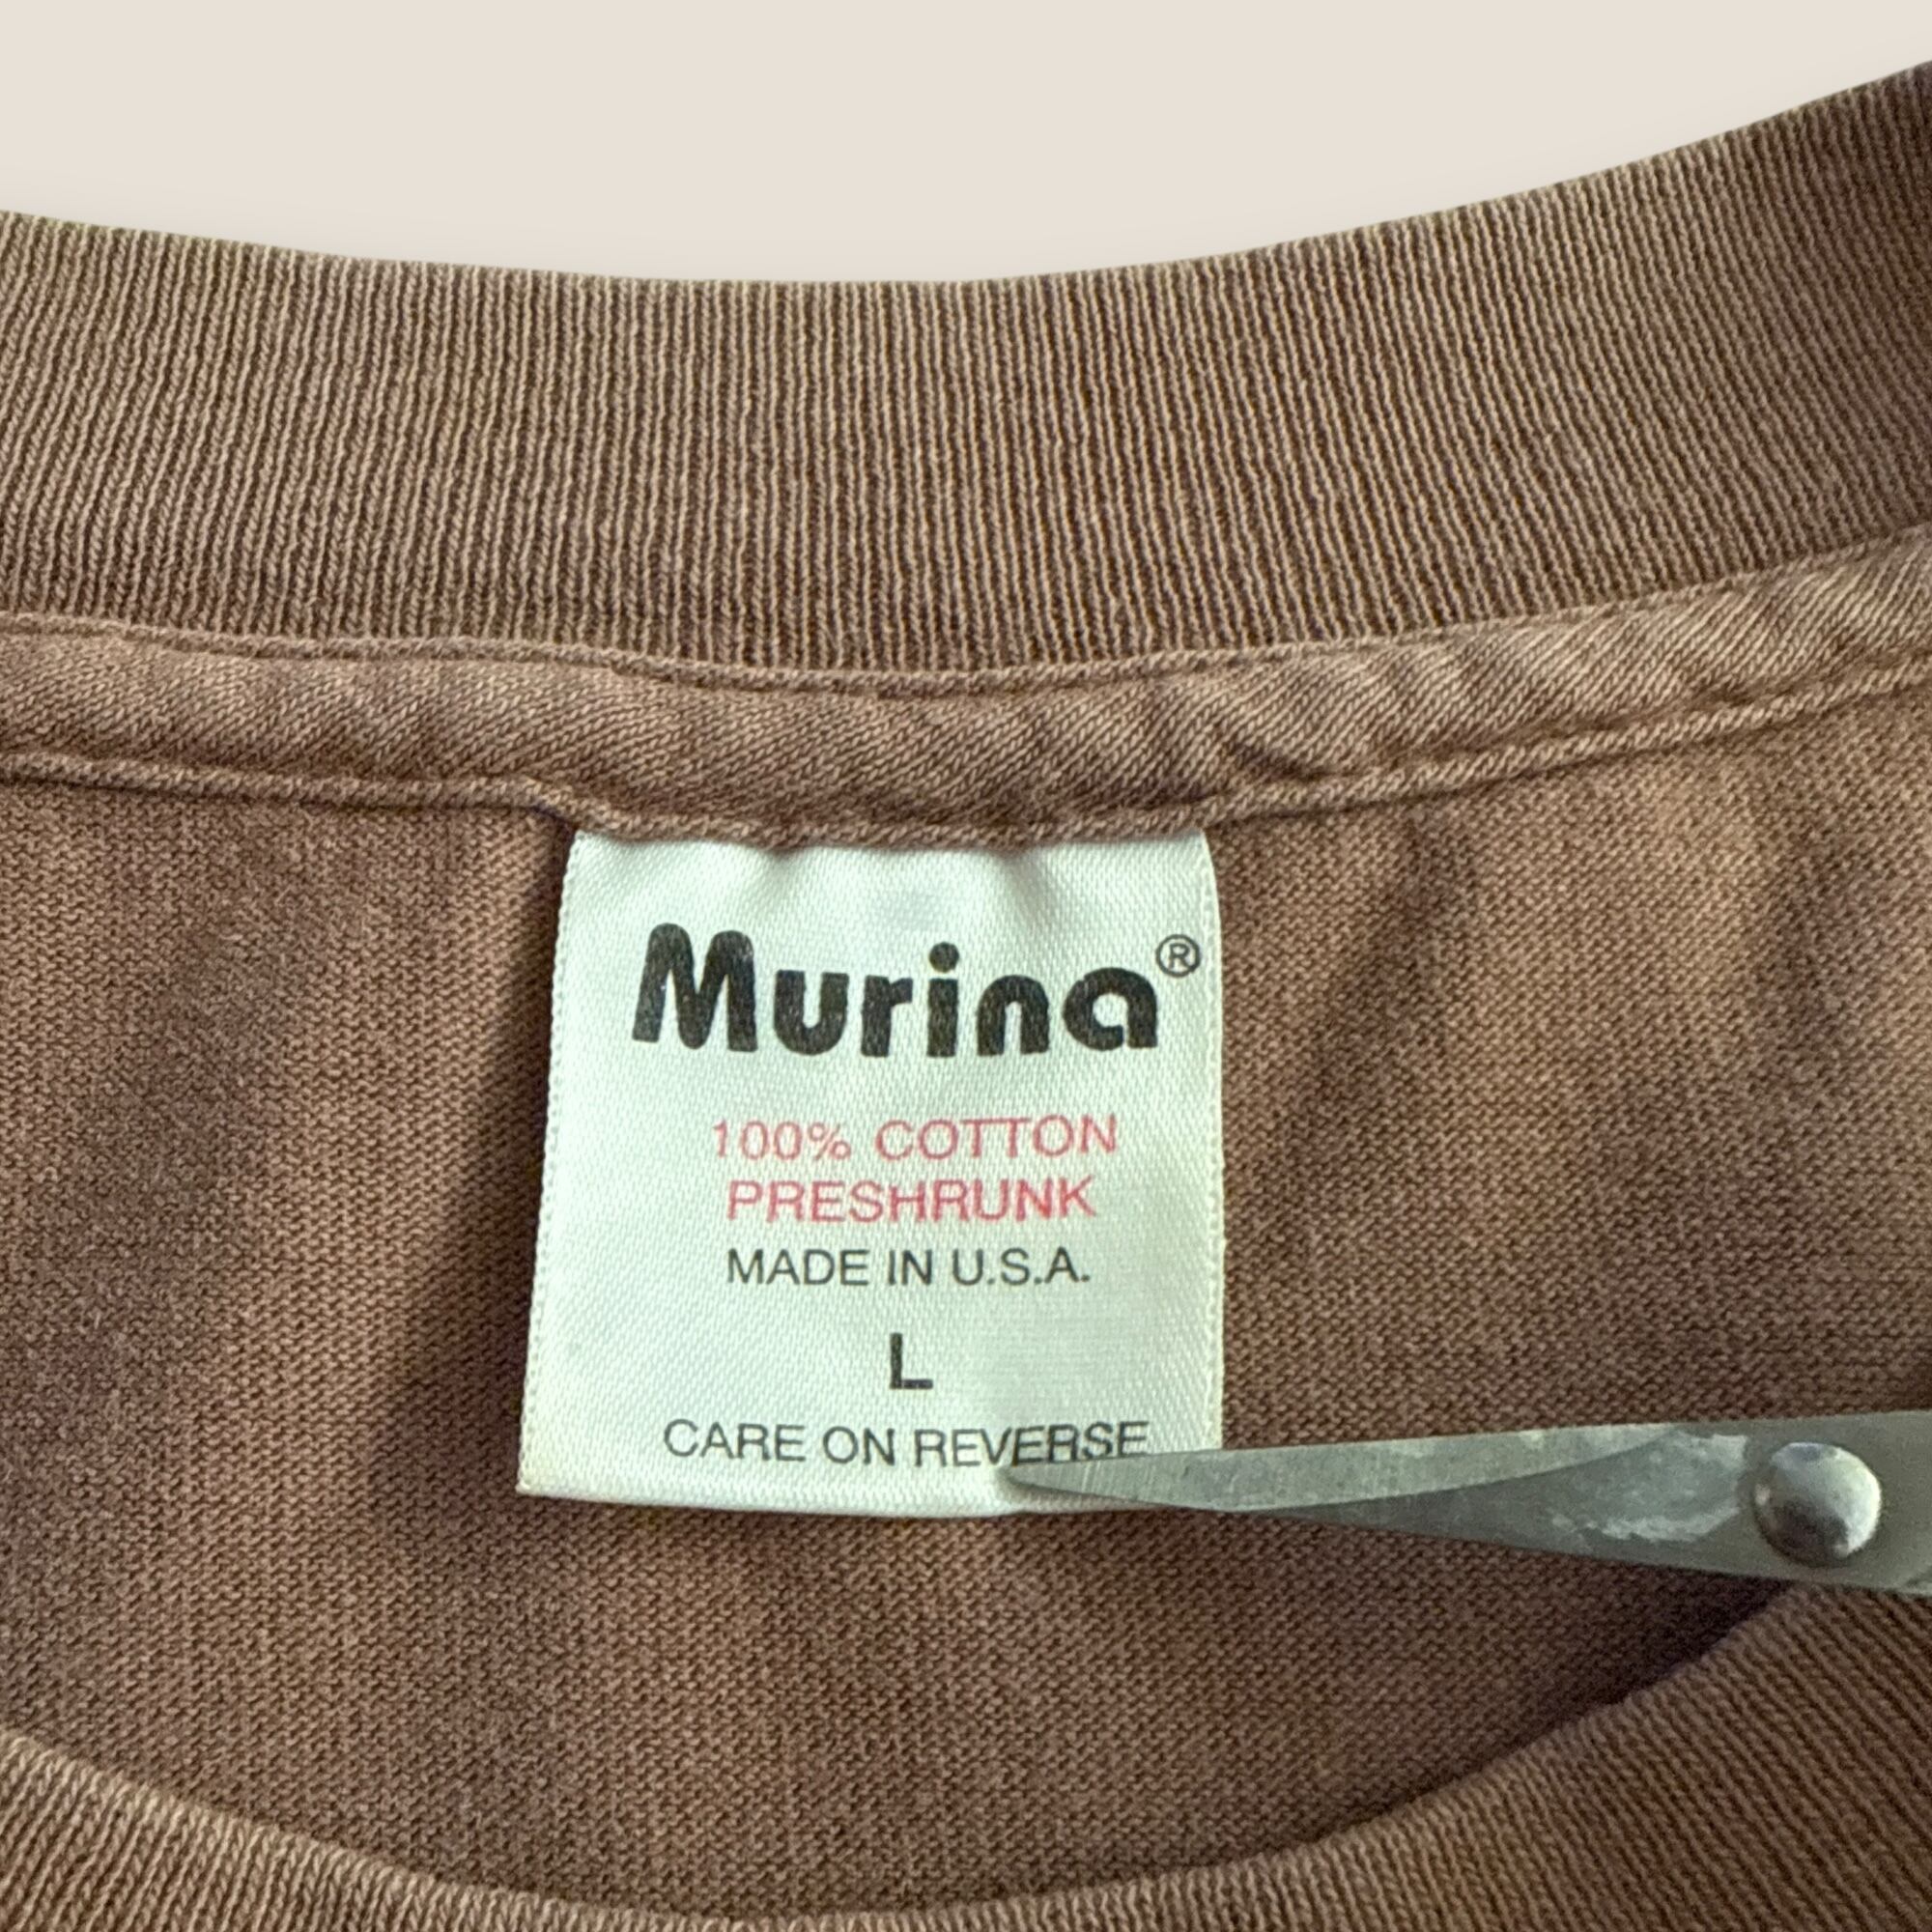 Murina®
100% COTTON
PRESHRUNK
MADE IN U.S.A.
L
CARE ON REVERSE